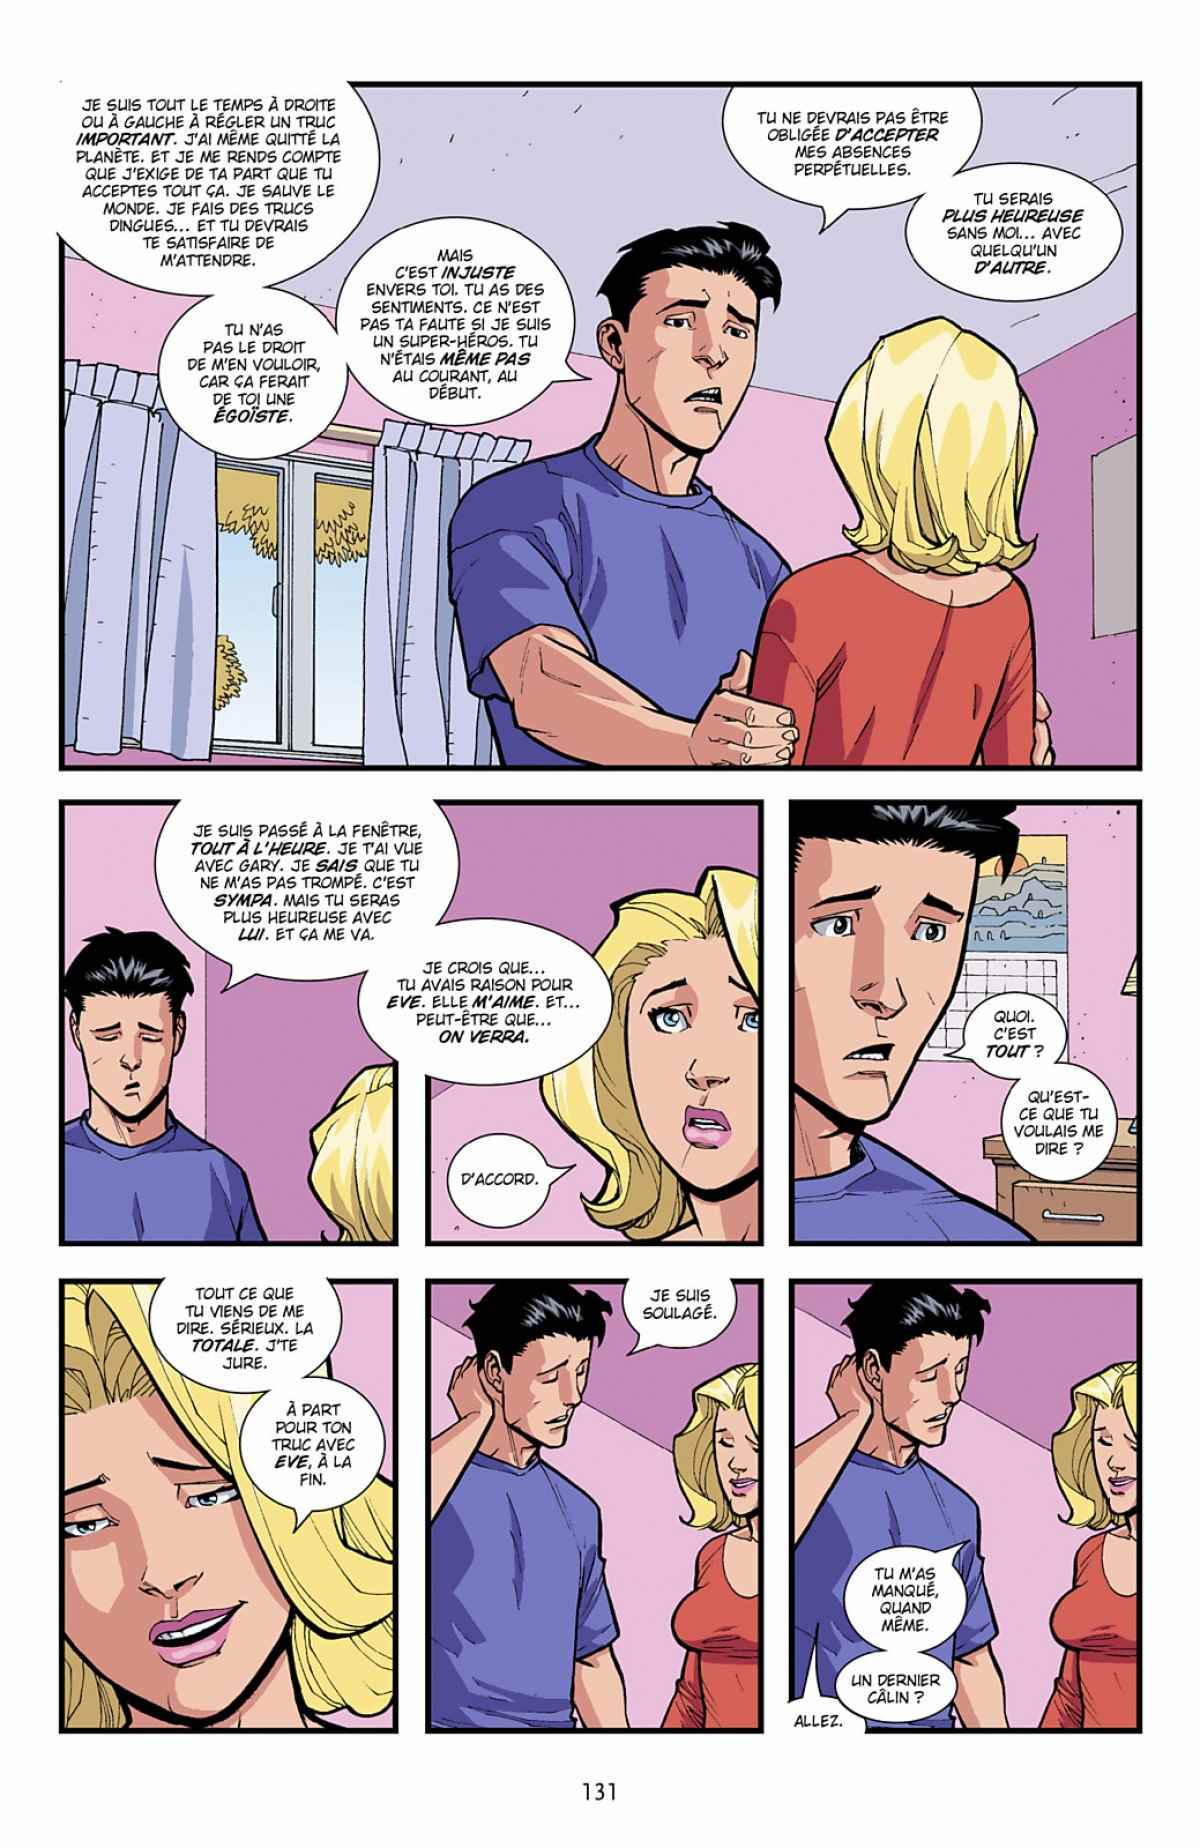 JE SUIS TOUT LE TEMPS À DROITE
OU À GAUCHE À RÉGLER UN TRUC
IMPORTANT. J'AI MÊME QUITTÉ LA
PLANÈTE. ET JE ME RENDS COMPTE
QUE J'EXIGE DE TA PART QUE TU
ACCEPTES TOUT ÇA. JE SAUVE LE
MONDE. JE FAIS DES TRUCS
DINGUES... ET TU DEVRAIS
TE SATISFAIRE DE
M'ATTENDRE.
TU N'AS
PAS LE DROIT
DE M'EN VOULOIR,
CAR ÇA FERAIT
DE TOI UNE
ÉGOÏSTE.
MAIS
C'EST INJUSTE
ENVERS TOI. TU AS DES
SENTIMENTS. CE N'EST
PAS TA FAUTE SI JE SUIS
UN SUPER-HÉROS. TU
N'ÉTAIS MÊME PAS
AU COURANT, AU
DÉBUT.
TU NE DEVRAIS PAS ÊTRE
OBLIGÉE D'ACCEPTER
MES ABSENCES
PERPÉTUELLES.
TU SERAIS
PLUS HEUREUSE
SANS MOI... AVEC
QUELQU'UN
D'AUTRE.
JE SUIS PASSÉ À LA FENÊTRE,
TOUT À L'HEURE. JE T'AI VUE
AVEC GARY. JE SAIS QUE TU
NE M'AS PAS TROMPÉ. C'EST
SYMPA. MAIS TU SERAS
PLUS HEUREUSE AVEC
LUI. ET ÇA ME VA.
JE CROIS QUE...
TU AVAIS RAISON POUR
EVE. ELLE M'AIME. ET...
PEUT-ÊTRE QUE...
ON VERRA.
D'ACCORD.
QUOI.
C'EST
TOUT ?
QU'EST-
CE QUE TU
VOULAIS ME
DIRE ?
TOUT CE QUE
TU VIENS DE ME
DIRE. SÉRIEUX. LA
TOTALE. J'TE
JURE.
À PART
POUR TON
TRUC AVEC
EVE, À LA
FIN.
JE SUIS
SOULAGÉ.
TU M'AS
MANQUÉ,
QUAND
MÊME.
UN DERNIER
CÂLIN ?
ALLEZ.
131